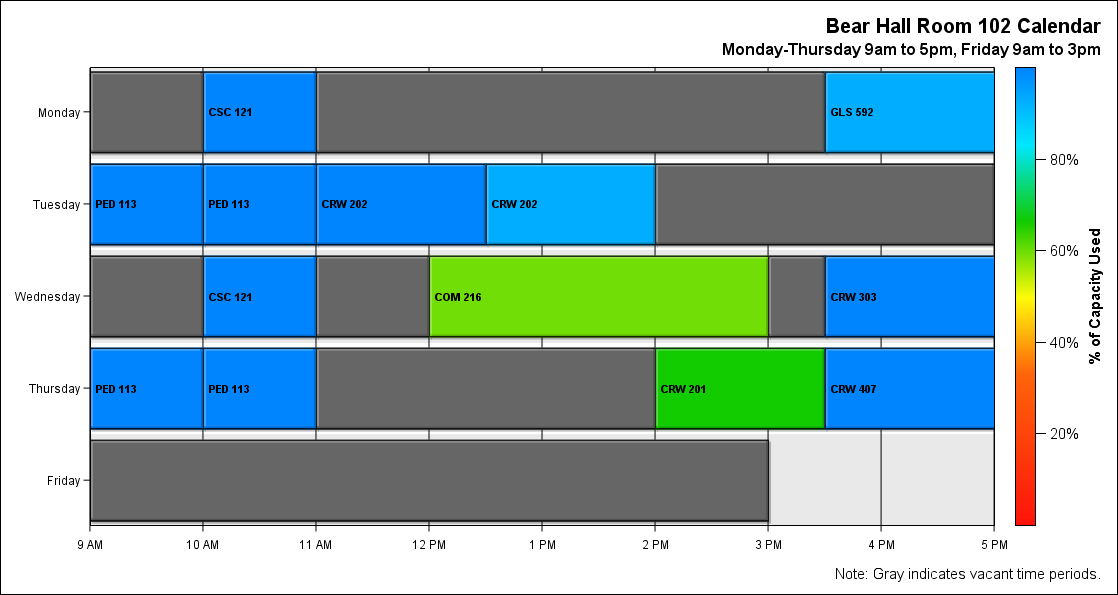 Bear Hall Room 102 Calendar
Monday-Thursday 9am to 5pm, Friday 9am to 3pm
Monday
CSC 121
GLS 592
Tuesday
PED 113
PED 113
CRW 202
CRW 202
Wednesday
CSC 121
COM 216
CRW 303
Thursday
PED 113
PED 113
CRW 201
CRW 407
Friday
9 AM
10 AM
11 AM
12 PM
1 PM
2 PM
3 PM
4 PM
5 PM
80%
60%
40%
20%
% of Capacity Used
Note: Gray indicates vacant time periods.